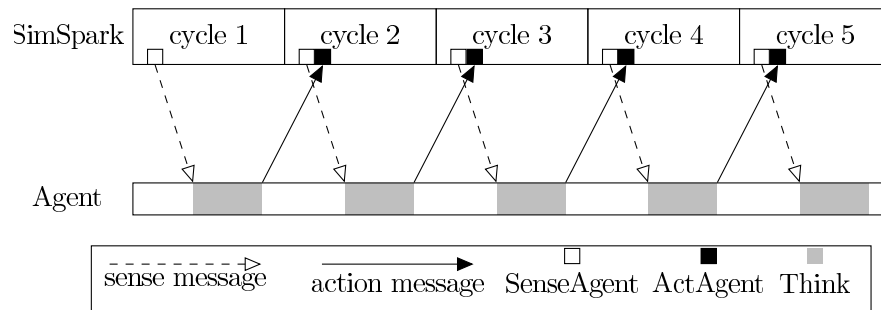 SimSpark cycle 1 cycle 2 cycle 3 cycle 4 cycle 5
Agent
sense message action message SenseAgent ActAgent Think